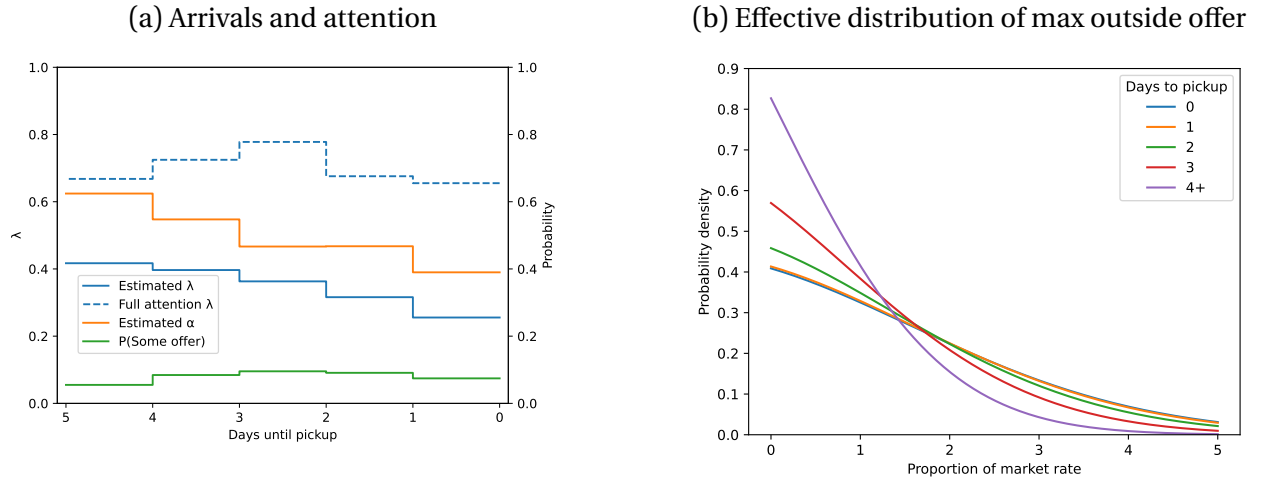 (a) Arrivals and attention
1.0
0.8
0.6
0.4
0.2
0.0
λ
1.0
0.8
0.6
0.4
0.2
0.0
Probability
Estimated λ
Full attention λ
Estimated α
P(Some offer)
5 4 3 2 1 0
Days until pickup
(b) Effective distribution of max outside offer
0.9
0.8
0.7
0.6
0.5
0.4
0.3
0.2
0.1
0.0
Probability density
Days to pickup
0
1
2
3
4+
0 1 2 3 4 5
Proportion of market rate